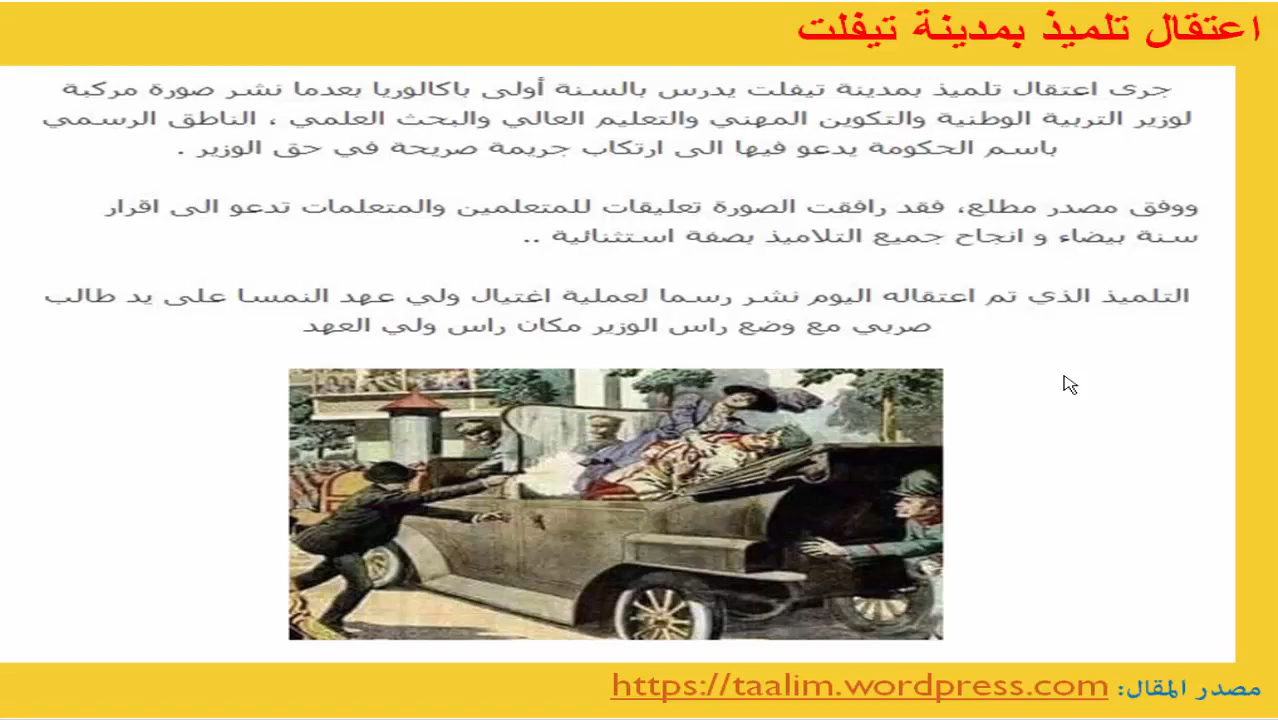 اعتقال تلميذ بمدينة تيفلت
جرى اعتقال تلميذ بمدينة تيفلت يدرس بالسنة أولى باكالوريا بعدما نشر صورة مركبة
لوزير التربية الوطنية والتكوين المهني والتعليم العالي والبحث العلمي ، الناطق الرسمي
باسم الحكومة يدعو فيها الى ارتكاب جريمة صريحة في حق الوزير .
ووفق مصدر مطلع، فقد رافقت الصورة تعليقات للمتعلمين والمتعلمات تدعو الى اقرار
سنة بيضاء و انجاح جميع التلاميذ بصفة استثنائية ..
التلميذ الذي تم اعتقاله اليوم نشر رسما لعملية اغتيال ولي عهد النمسا على يد طالب
صربي مع وضع راس الوزير مكان راس ولي العهد
مصدر المقال: https://taalim.wordpress.com